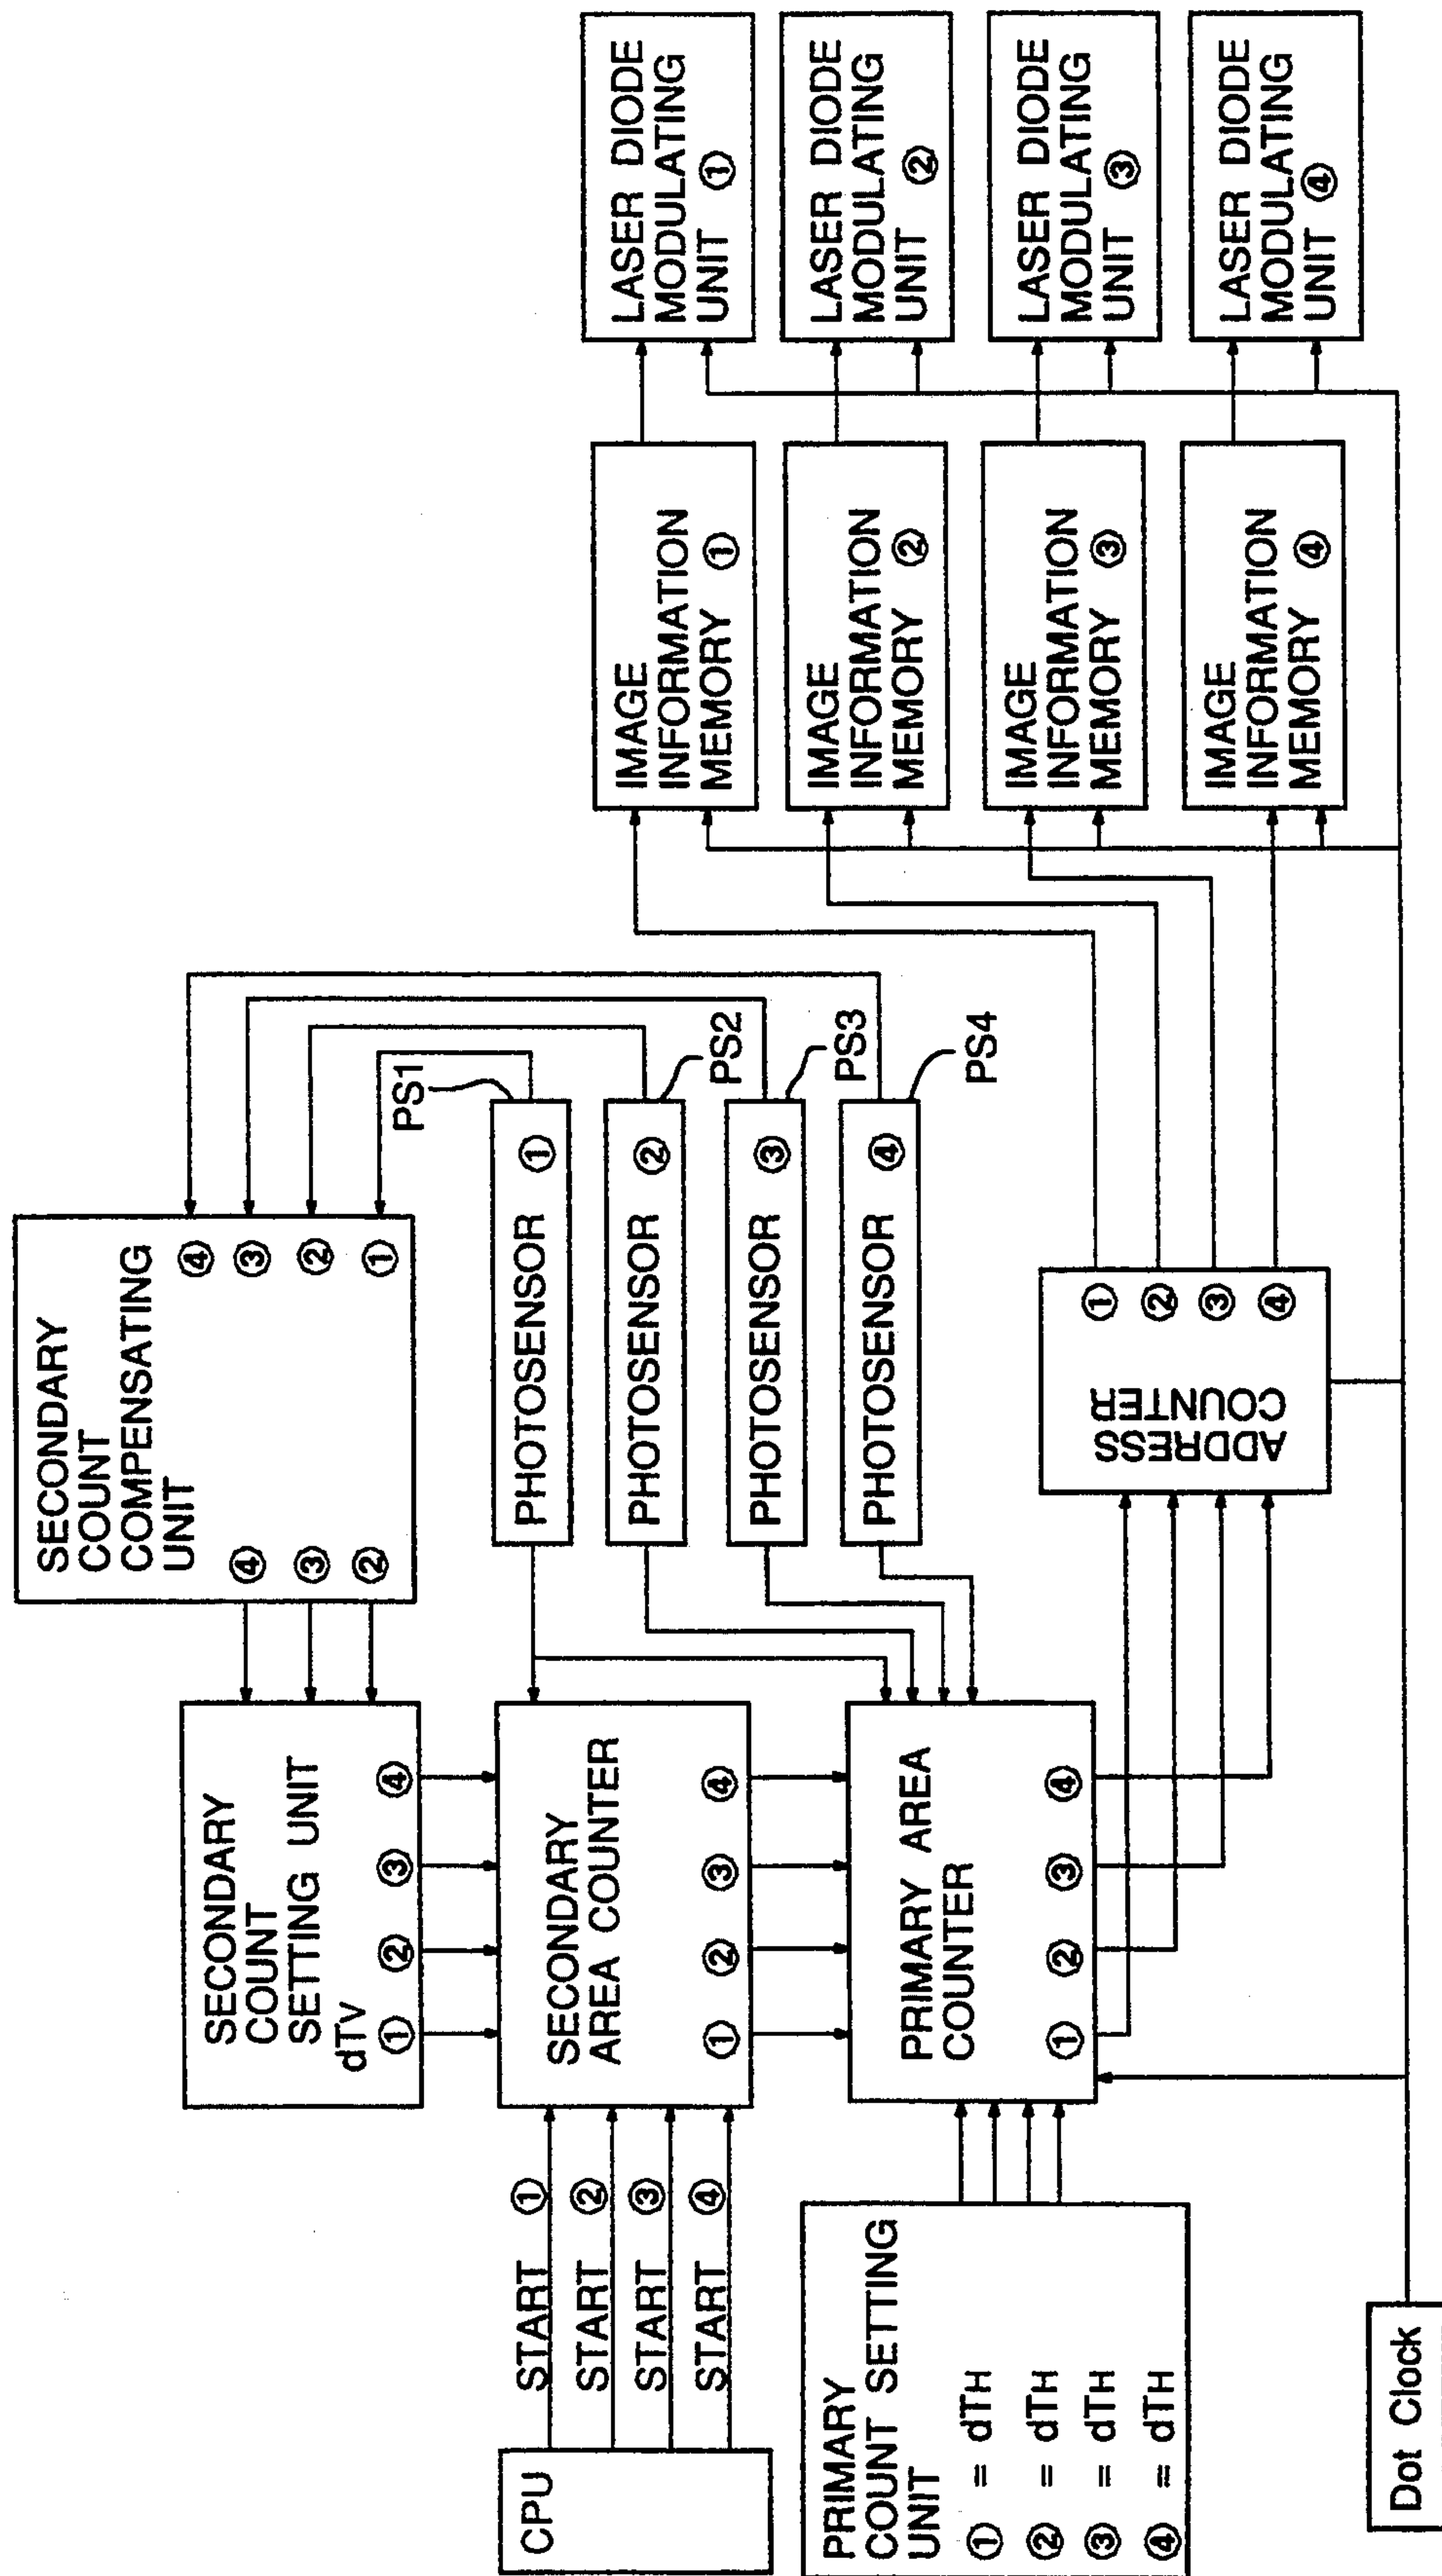 SECONDARY
COUNT
SETTING UNIT
dTV
① ② ③ ④
SECONDARY
COUNT
COMPENSATING
UNIT
④ ④
③ ③
② ②
①
CPU
START ①
START ②
START ③
START ④
SECONDARY
AREA COUNTER
① ② ③ ④
PS1
PHOTOSENSOR ①
PS2
PHOTOSENSOR ②
PS3
PHOTOSENSOR ③
PS4
PHOTOSENSOR ④
PRIMARY
COUNT SETTING
UNIT
① = dTH
② = dTH
③ = dTH
④ = dTH
PRIMARY AREA
COUNTER
① ② ③ ④
ADDRESS
COUNTER
①
②
③
④
IMAGE
INFORMATION
MEMORY ①
IMAGE
INFORMATION
MEMORY ②
IMAGE
INFORMATION
MEMORY ③
IMAGE
INFORMATION
MEMORY ④
LASER DIODE
MODULATING
UNIT ①
LASER DIODE
MODULATING
UNIT ②
LASER DIODE
MODULATING
UNIT ③
LASER DIODE
MODULATING
UNIT ④
Dot Clock